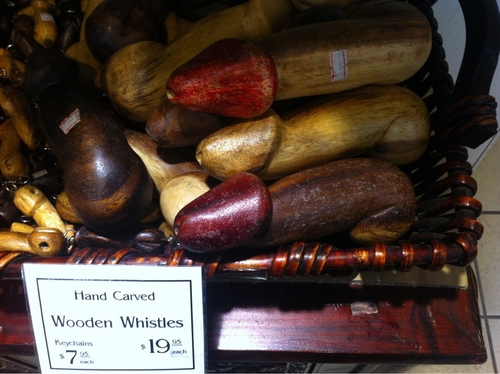 Hand Carved
Wooden Whistles
Keychains
$7.95 each
$19.95 each